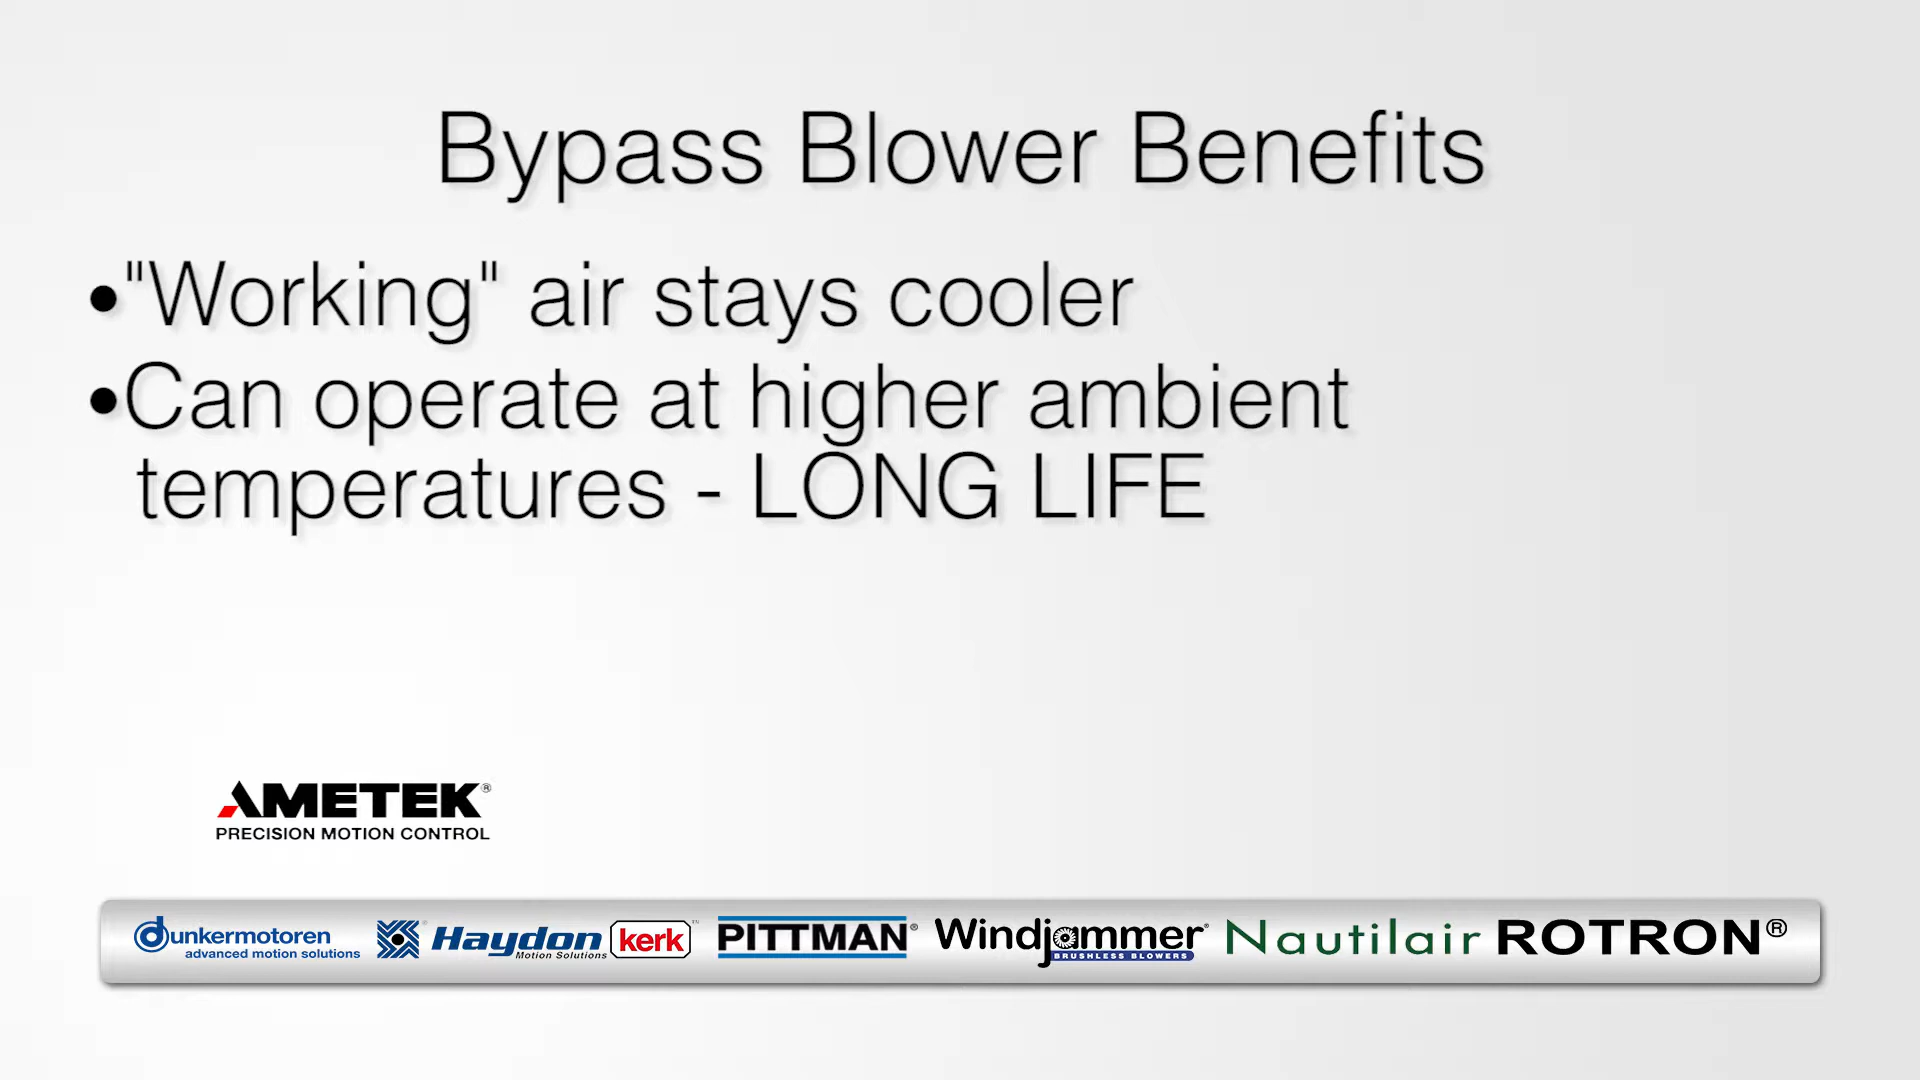 Bypass Blower Benefits
•"Working" air stays cooler
•Can operate at higher ambient
temperatures - LONG LIFE
AMETEK®
PRECISION MOTION CONTROL
dunkermotoren
advanced motion solutions
® Haydon kerk™
Motion Solutions
PITTMAN®
Windjammer®
BRUSHLESS BLOWERS
Nautilair
ROTRON®